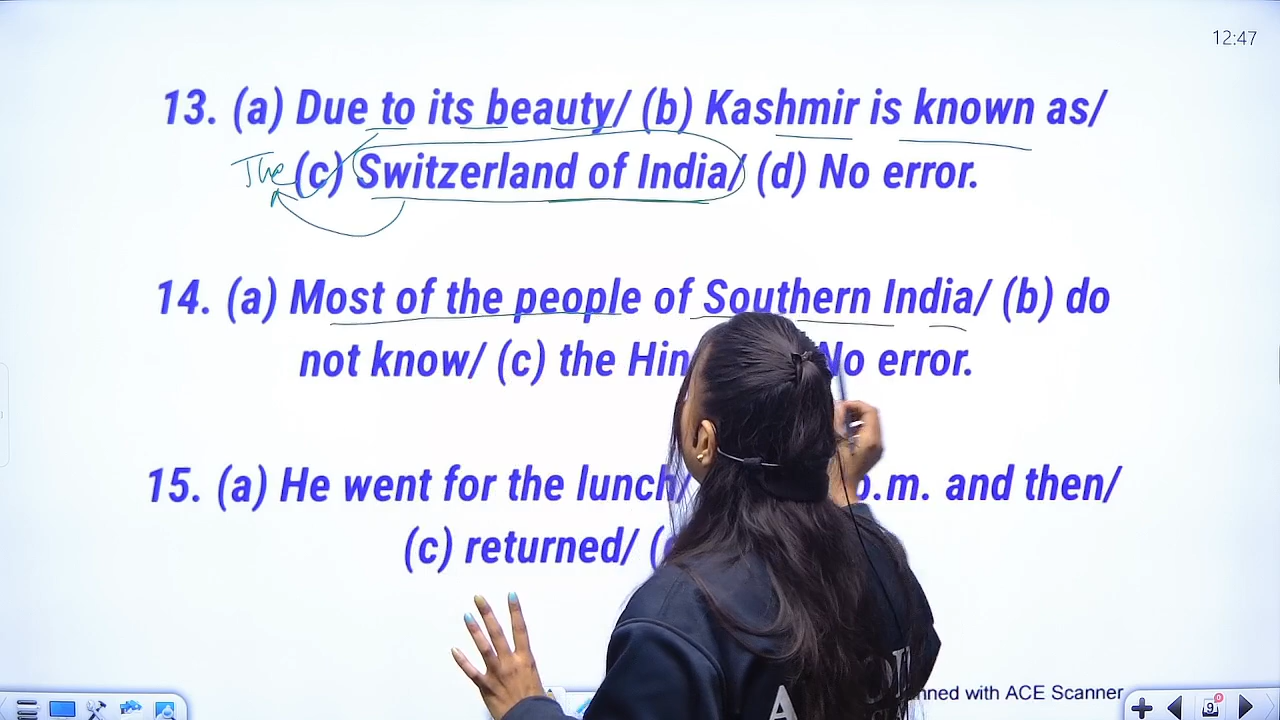 12:47
13. (a) Due to its beauty/ (b) Kashmir is known as/
The (c) Switzerland of India/ (d) No error.
14. (a) Most of the people of Southern India/ (b) do
not know/ (c) the No error.
15. (a) He went for the lunch/ p.m. and then/
(c) returned/
with ACE Scanner
9